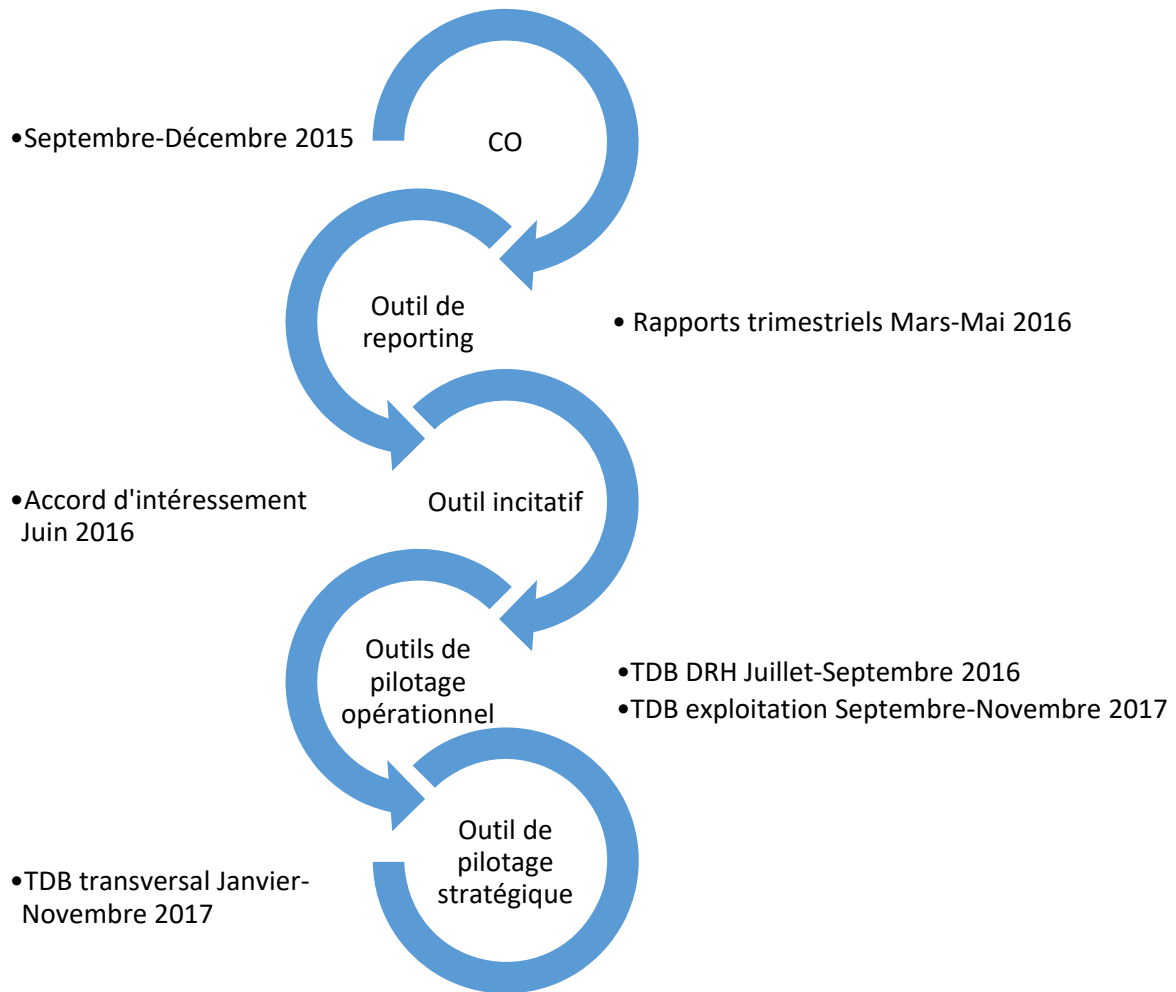 •Septembre-Décembre 2015
CO
Outil de
reporting
• Rapports trimestriels Mars-Mai 2016
•Accord d'intéressement
Juin 2016
Outil incitatif
Outils de
pilotage
opérationnel
•TDB DRH Juillet-Septembre 2016
•TDB exploitation Septembre-Novembre 2017
•TDB transversal Janvier-
Novembre 2017
Outil de
pilotage
stratégique